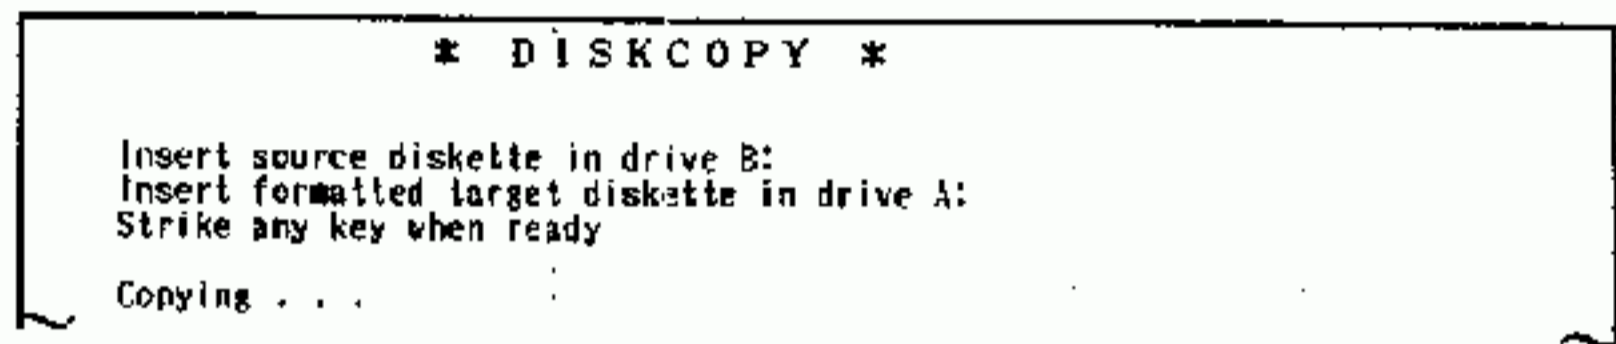 * DISKCOPY *
Insert source diskette in drive B:
Insert formatted target diskette in drive A:
Strike any key when ready
Copying . . .